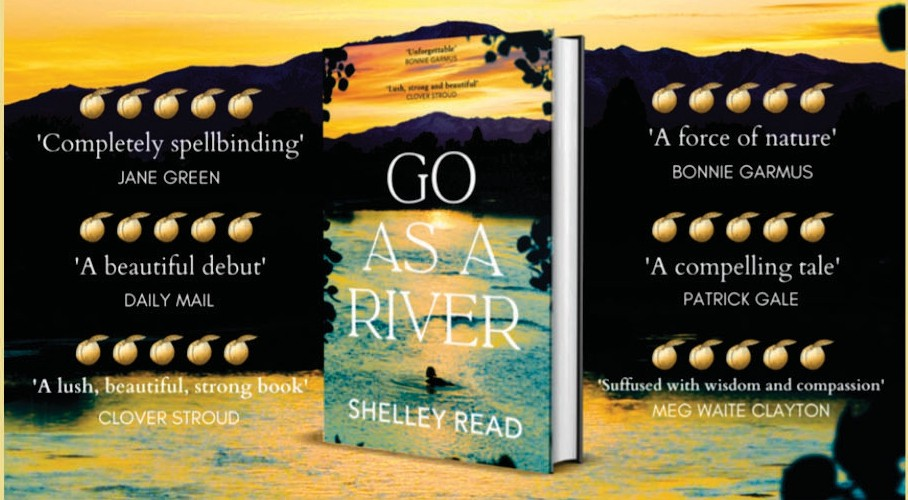 'Completely spellbinding'
JANE GREEN
'A beautiful debut'
DAILY MAIL
'A lush, beautiful, strong book'
CLOVER STROUD
'Unforgettable'
BONNIE GARMUS
'Lush, strong and beautiful'
CLOVER STROUD
GO
AS A
RIVER
SHELLEY READ
'A force of nature'
BONNIE GARMUS
'A compelling tale'
PATRICK GALE
'Suffused with wisdom and compassion'
MEG WAITE CLAYTON